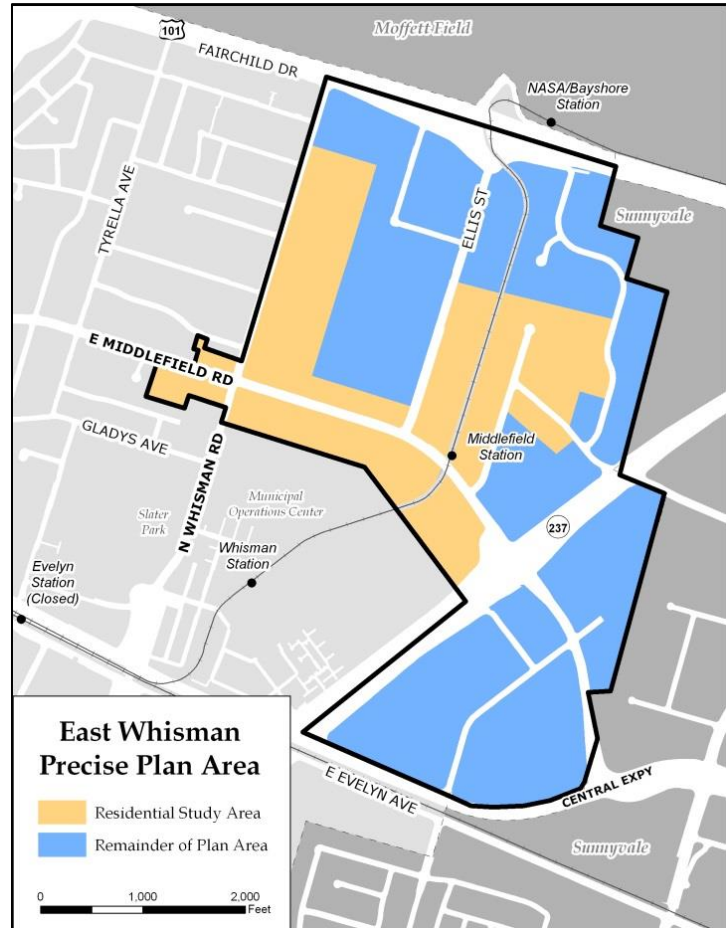 Moffett Field
101
FAIRCHILD DR
NASA/Bayshore
Station
TYRELLA AVE
ELLIS ST
Sunnyvale
E MIDDLEFIELD RD
GLADYS AVE
N WHISMAN RD
Middlefield
Station
Municipal
Operations Center
Slater
Park
237
Whisman
Station
Evelyn
Station
(Closed)
East Whisman
Precise Plan Area
Residential Study Area
Remainder of Plan Area
0 1,000 2,000
Feet
E EVELYN AVE
CENTRAL EXPY
Sunnyvale